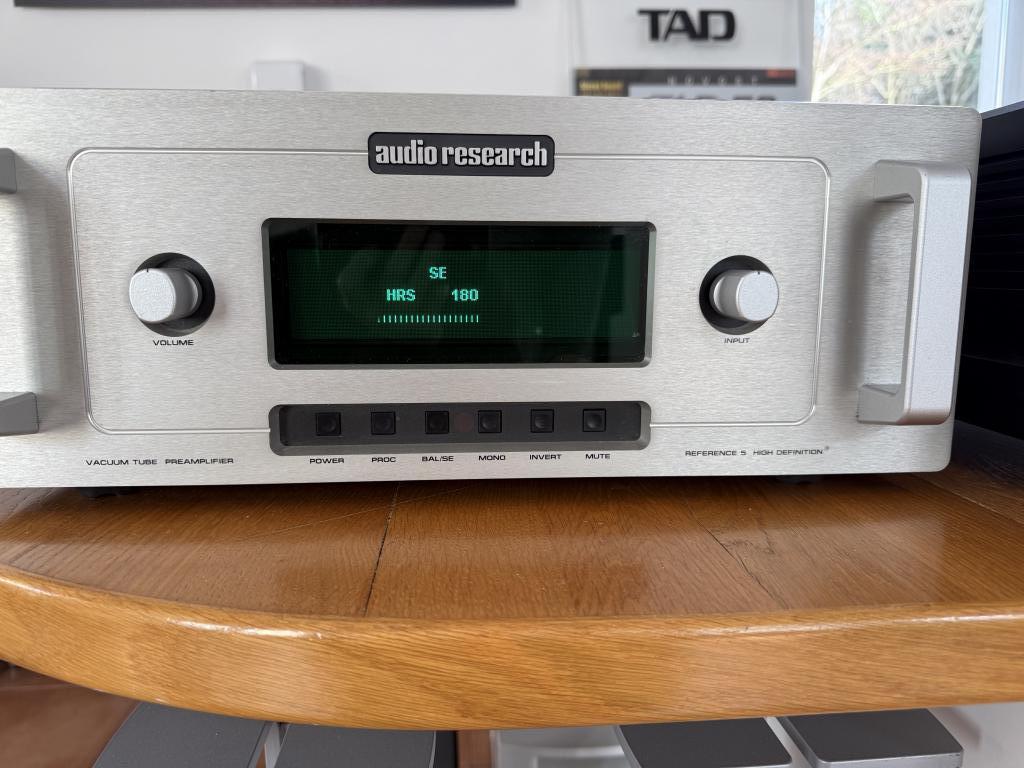 TAD
audio research
SE
HRS 180
VOLUME
INPUT
POWER PROC BAL/SE MONO INVERT MUTE
VACUUM TUBE PREAMPLIFIER
REFERENCE 5 HIGH DEFINITION®